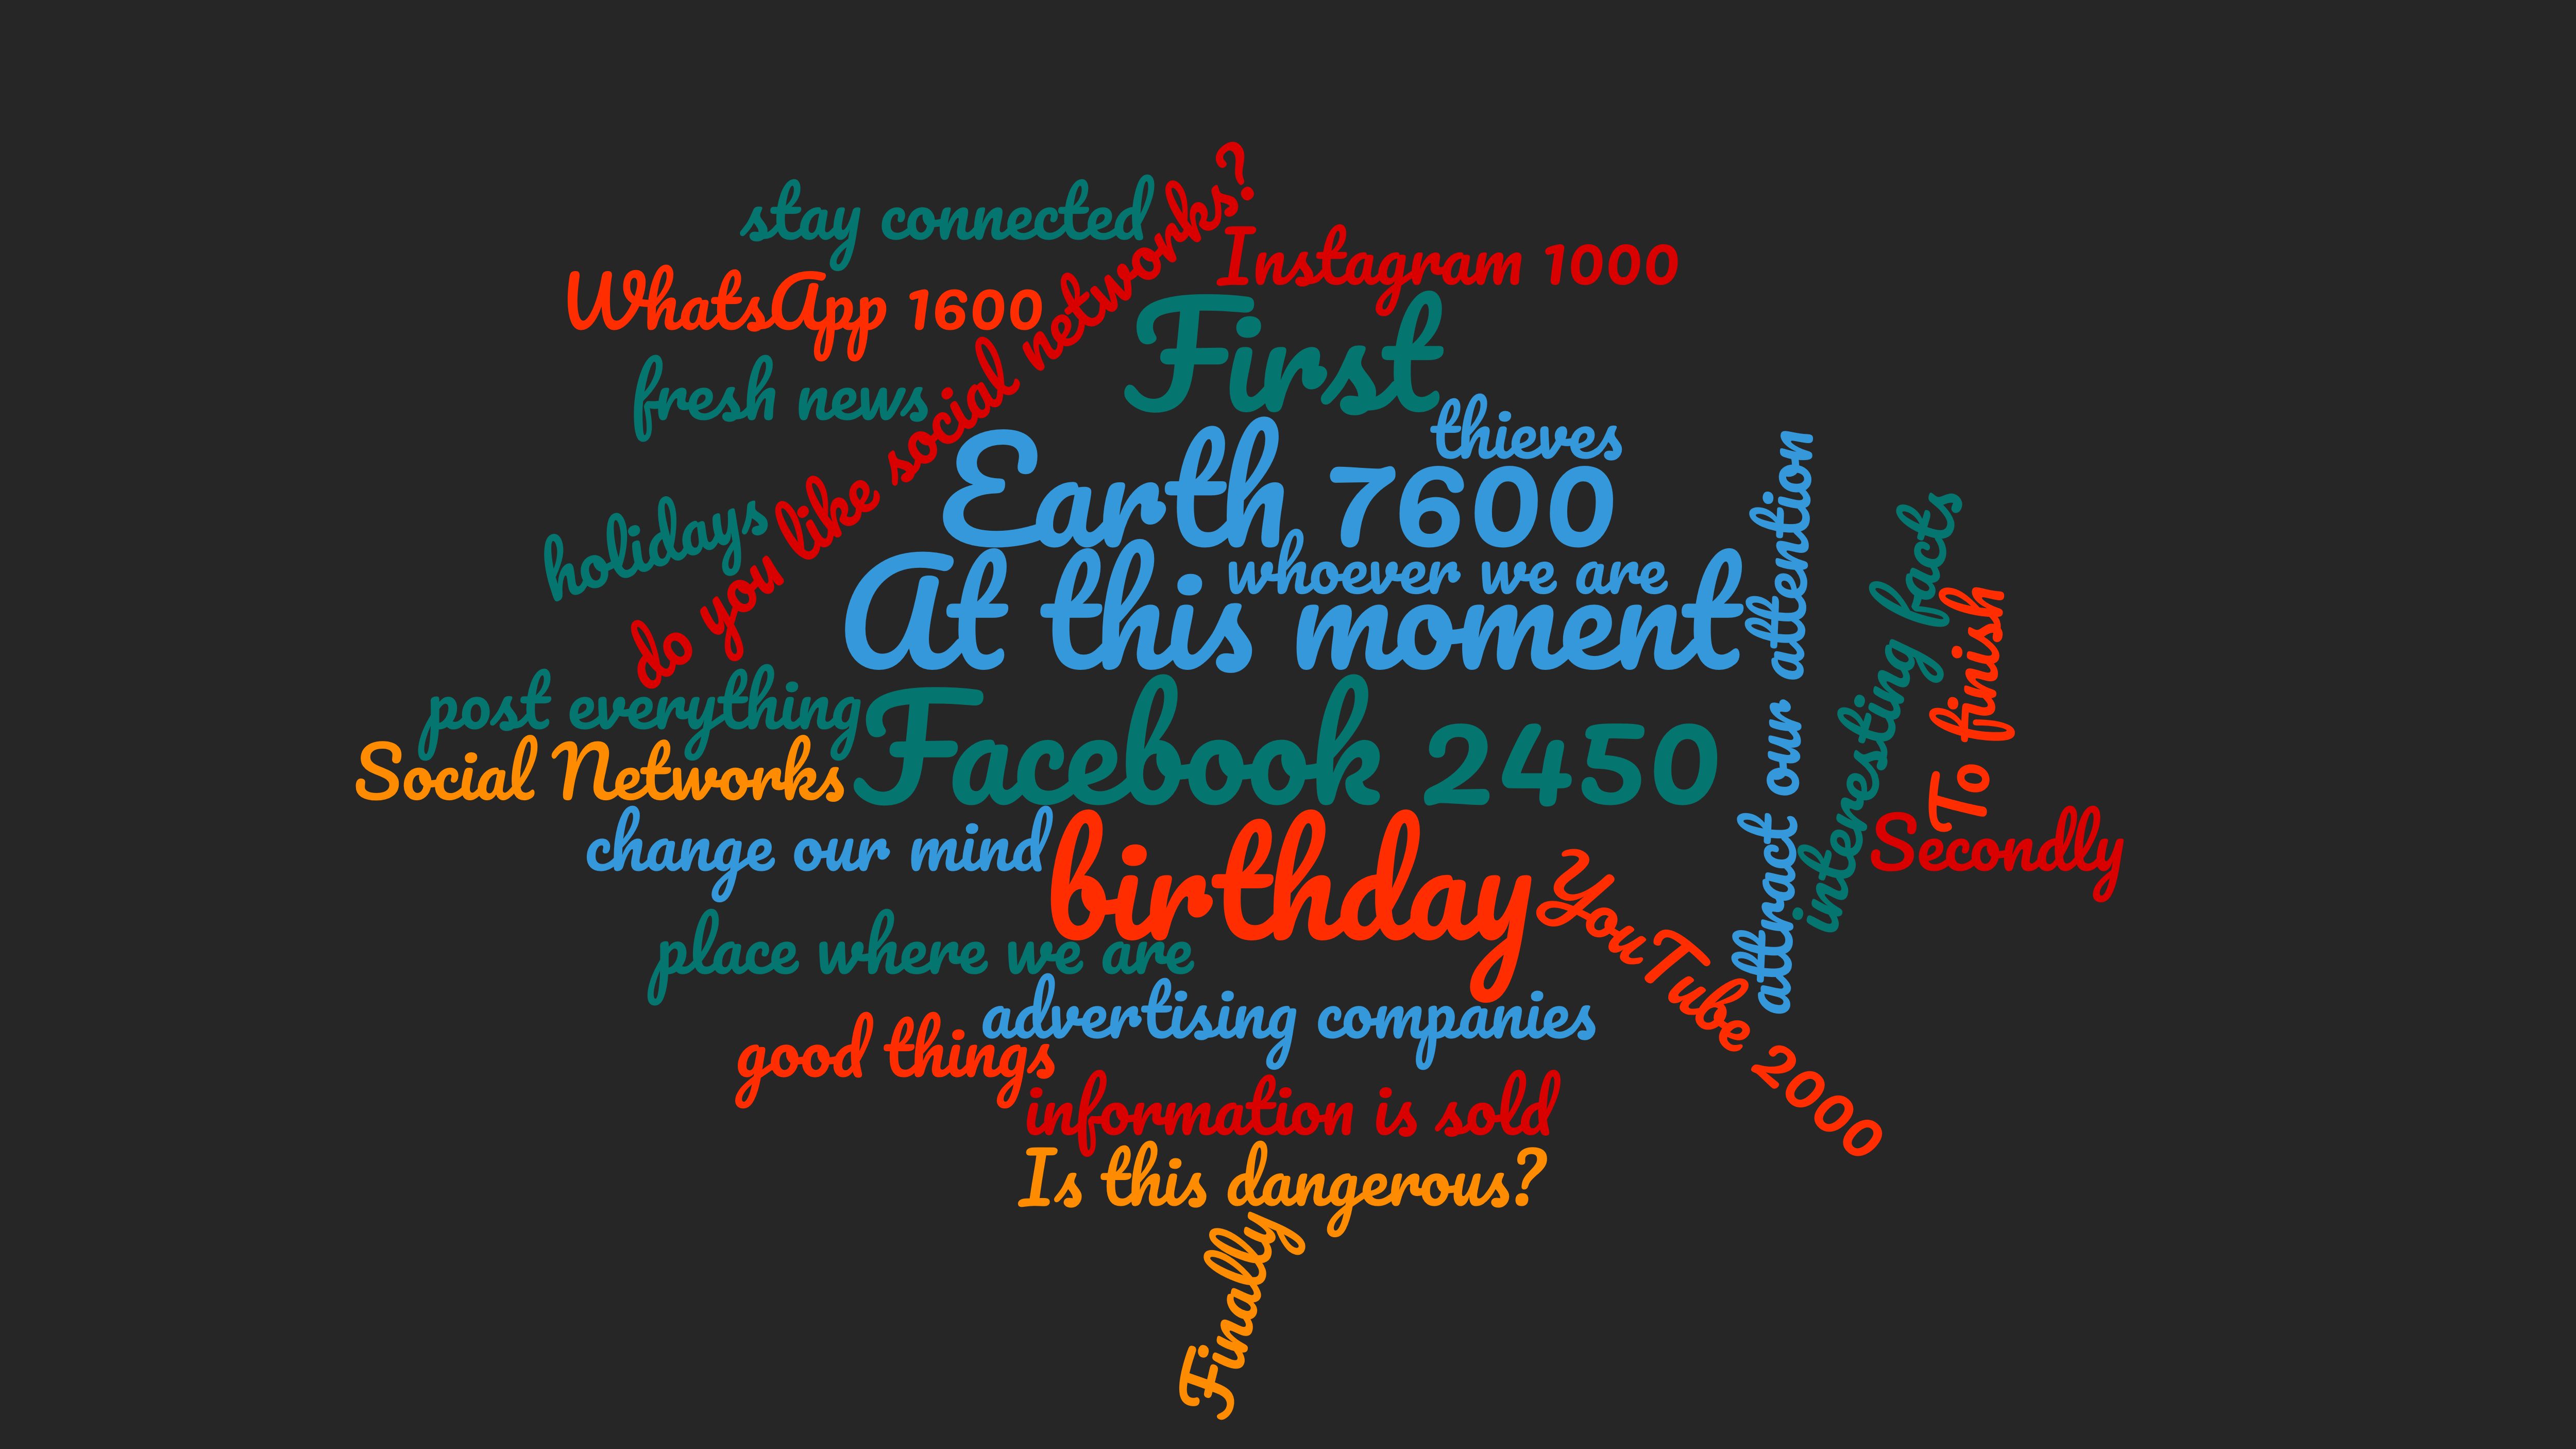 stay connected
do you like social networks?
Instagram 1000
WhatsApp 1600
First
fresh news
thieves
Earth 7600
holidays
whoever we are
At this moment
attract our attention
interesting facts
To finish
post everything
Facebook 2450
Social Networks
change our mind
birthday
Secondly
YouTube 2000
place where we are
advertising companies
good things
information is sold
Is this dangerous?
Finally